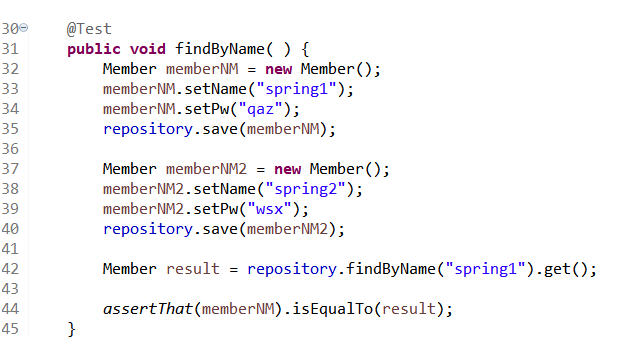 30 @Test
31 public void findByName( ) {
32 Member memberNM = new Member();
33 memberNM.setName("spring1");
34 memberNM.setPw("qaz");
35 repository.save(memberNM);
36
37 Member memberNM2 = new Member();
38 memberNM2.setName("spring2");
39 memberNM2.setPw("wsx");
40 repository.save(memberNM2);
41
42 Member result = repository.findByName("spring1").get();
43
44 assertThat(memberNM).isEqualTo(result);
45 }